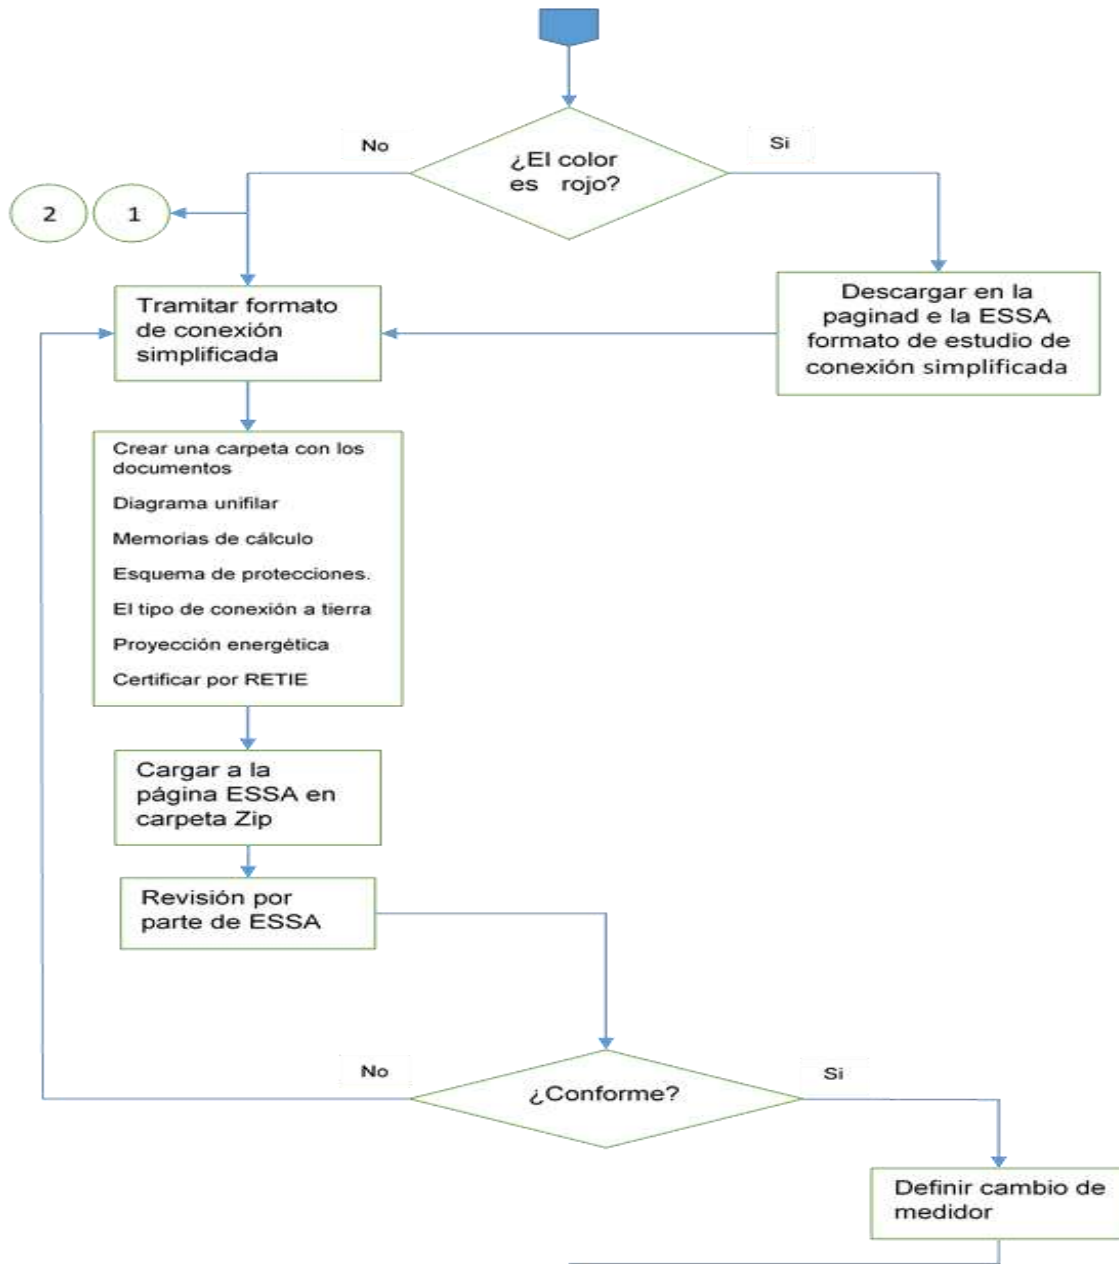 ¿El color
es rojo?
No
Si
2
1
Tramitar formato
de conexión
simplificada
Descargar en la
paginad e la ESSA
formato de estudio de
conexión simplificada
Crear una carpeta con los
documentos
Diagrama unifilar
Memorias de cálculo
Esquema de protecciones.
El tipo de conexión a tierra
Proyección energética
Certificar por RETIE
Cargar a la
página ESSA en
carpeta Zip
Revisión por
parte de ESSA
No
Si
¿Conforme?
Definir cambio de
medidor